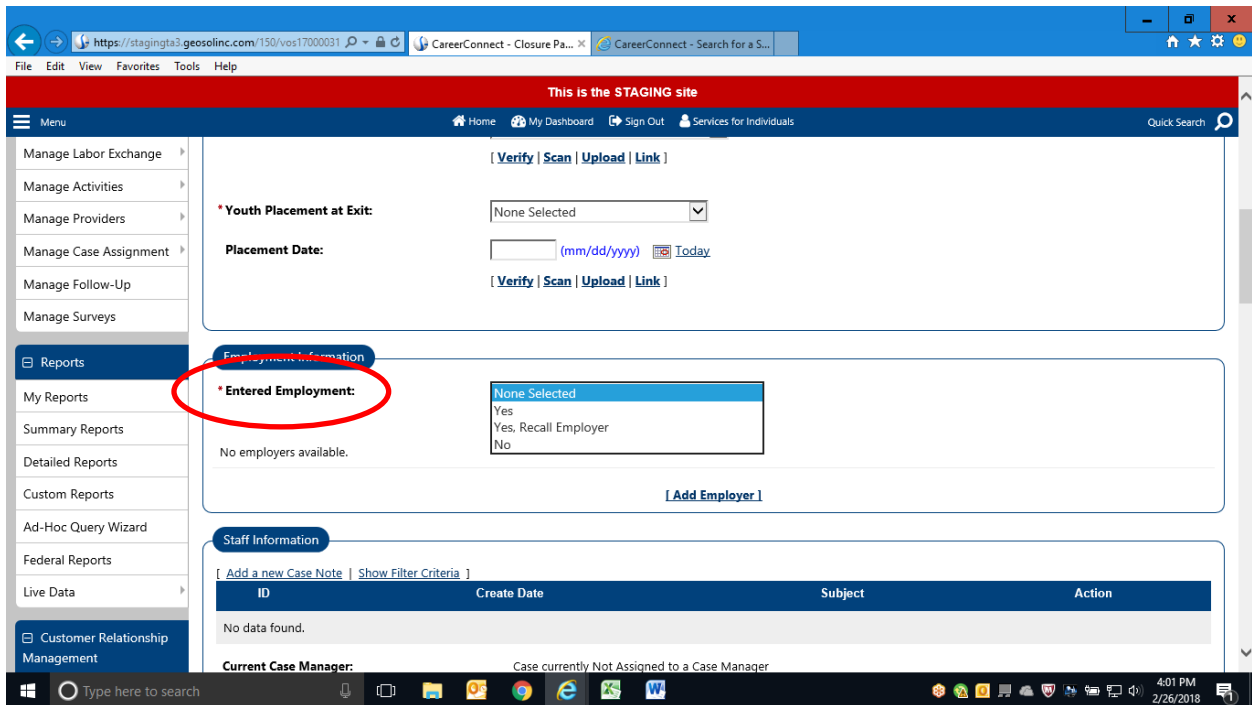 https://stagingta3.geosolinc.com/150/vos17000031
CareerConnect - Closure Pa...
CareerConnect - Search for a S...
File Edit View Favorites Tools Help
This is the STAGING site
Menu
Home My Dashboard Sign Out Services for Individuals
Quick Search
Manage Labor Exchange
Manage Activities
Manage Providers
Manage Case Assignment
Manage Follow-Up
Manage Surveys
Reports
My Reports
Summary Reports
Detailed Reports
Custom Reports
Ad-Hoc Query Wizard
Federal Reports
Live Data
Customer Relationship
Management
[ Verify | Scan | Upload | Link ]
* Youth Placement at Exit: None Selected
Placement Date: (mm/dd/yyyy) Today
[ Verify | Scan | Upload | Link ]
Employment Information
* Entered Employment: None Selected
Yes
Yes, Recall Employer
No
No employers available.
[ Add Employer ]
Staff Information
[ Add a new Case Note | Show Filter Criteria ]
ID Create Date Subject Action
No data found.
Current Case Manager: Case currently Not Assigned to a Case Manager
Type here to search
4:01 PM
2/26/2018